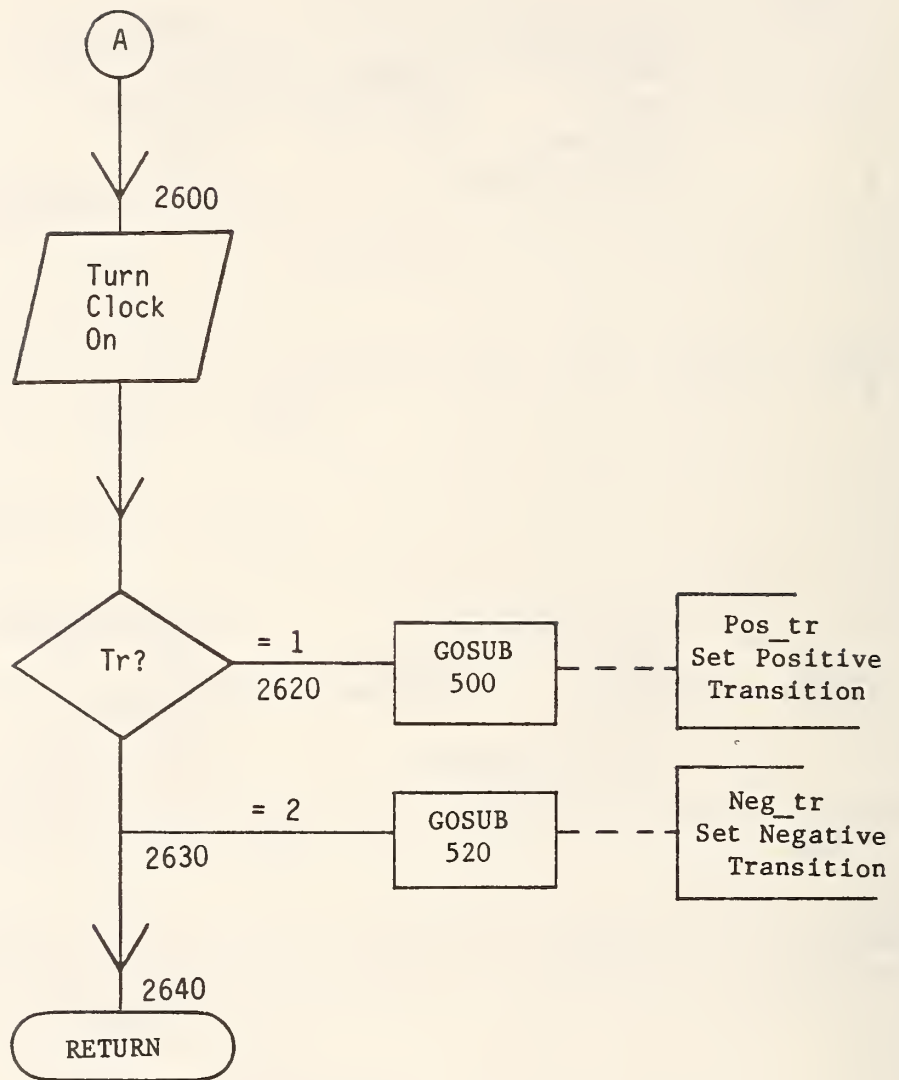 A
2600
Turn
Clock
On
Tr?
= 1
2620
GOSUB
500
Pos_tr
Set Positive
Transition
= 2
2630
GOSUB
520
Neg_tr
Set Negative
Transition
2640
RETURN